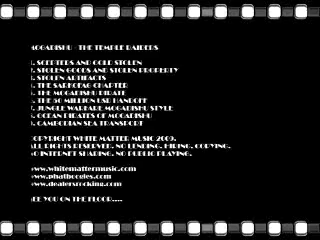 MOGADISHU - THE TEMPLE RAIDERS
1. SCEPTERS AND GOLD STOLEN
2. STOLEN GOODS AND STOLEN PROPERTY
3. STOLEN ARTIFACTS
4. THE SARKOFAG CHAPTER
5. THE MOGADISHU PIRATE
6. THE 50 MILLION USD HANDOFF
7. JUNGLE WARFARE MOGADISHU STYLE
8. OCEAN PIRATES OF MOGADISHU
9. CAMBODIAN SEA TRANSPORT
COPYRIGHT WHITE MATTER MUSIC 2009.
ALL RIGHTS RESERVED. NO LENDING, HIRING, COPYING.
NO INTERNET SHARING, NO PUBLIC PLAYING.
www.whitemattermusic.com
www.phatboogies.com
www.dealersrocking.com
SEE YOU ON THE FLOOR....